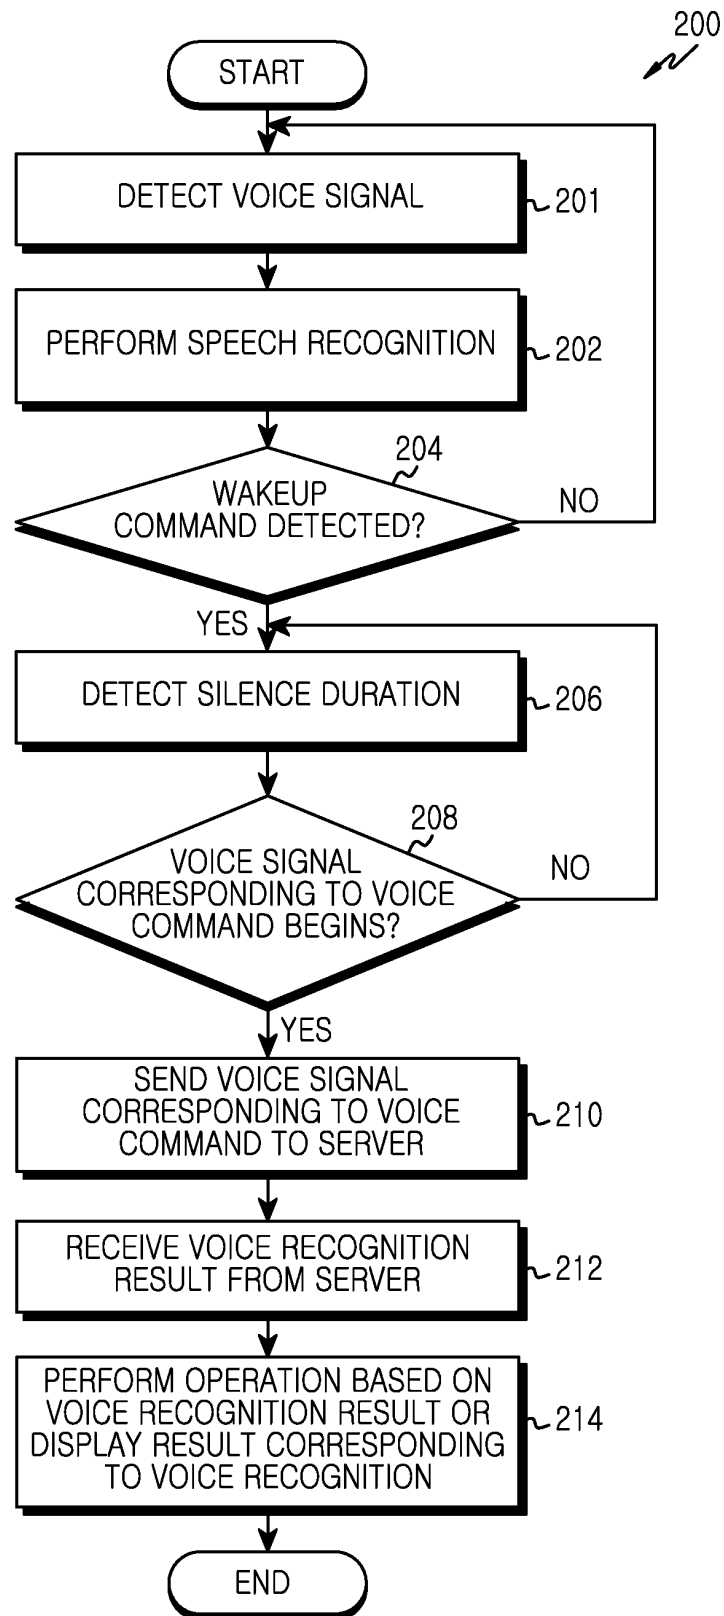 200
START
DETECT VOICE SIGNAL
201
PERFORM SPEECH RECOGNITION
202
204
WAKEUP
COMMAND DETECTED?
NO
YES
DETECT SILENCE DURATION
206
208
VOICE SIGNAL
CORRESPONDING TO VOICE
COMMAND BEGINS?
NO
YES
SEND VOICE SIGNAL
CORRESPONDING TO VOICE
COMMAND TO SERVER
210
RECEIVE VOICE RECOGNITION
RESULT FROM SERVER
212
PERFORM OPERATION BASED ON
VOICE RECOGNITION RESULT OR
DISPLAY RESULT CORRESPONDING
TO VOICE RECOGNITION
214
END